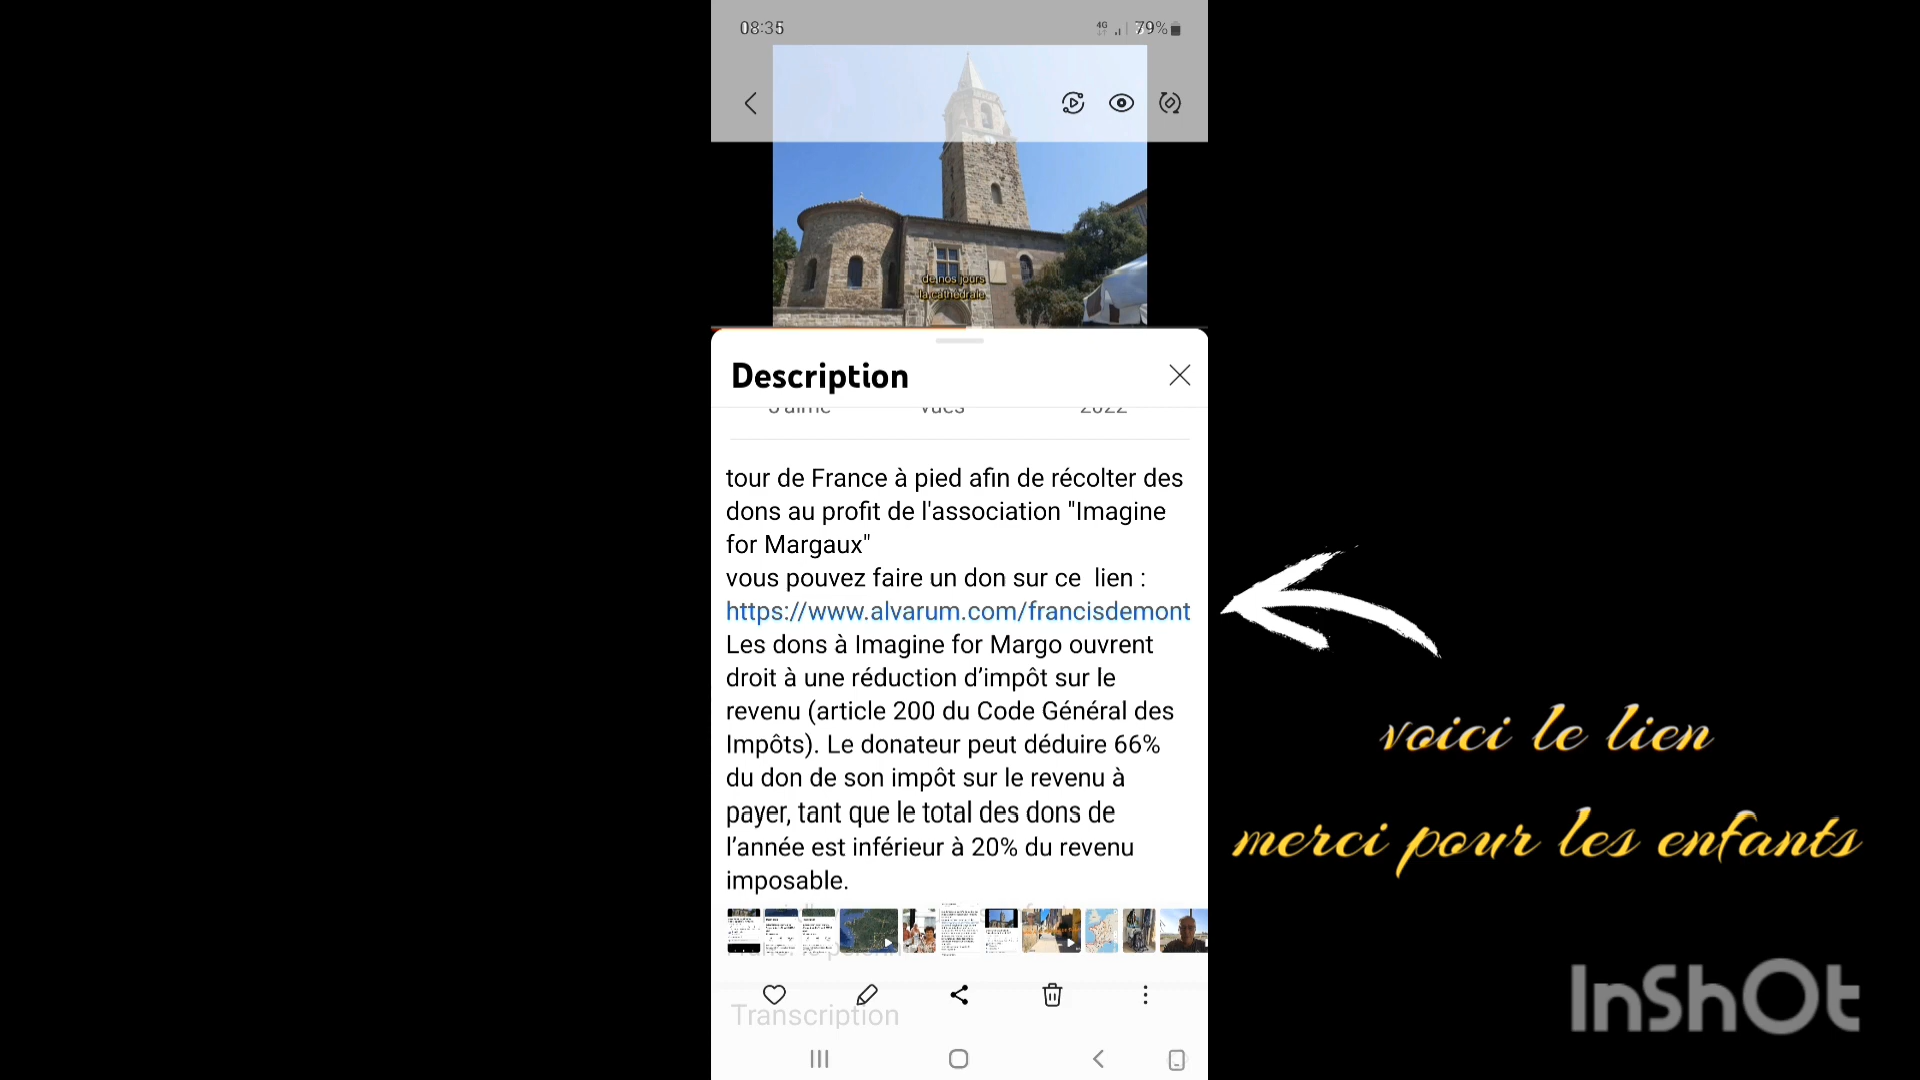 08:35
4G
79%
de nos jours
la cathédrale
Description
J'aime
Vues
2022
tour de France à pied afin de récolter des
dons au profit de l'association "Imagine
for Margaux"
vous pouvez faire un don sur ce  lien :
https://www.alvarum.com/francisdemont
Les dons à Imagine for Margo ouvrent
droit à une réduction d’impôt sur le
revenu (article 200 du Code Général des
Impôts). Le donateur peut déduire 66%
du don de son impôt sur le revenu à
payer, tant que le total des dons de
l’année est inférieur à 20% du revenu
imposable.
Transcription
voici le lien
merci pour les enfants
InShOt